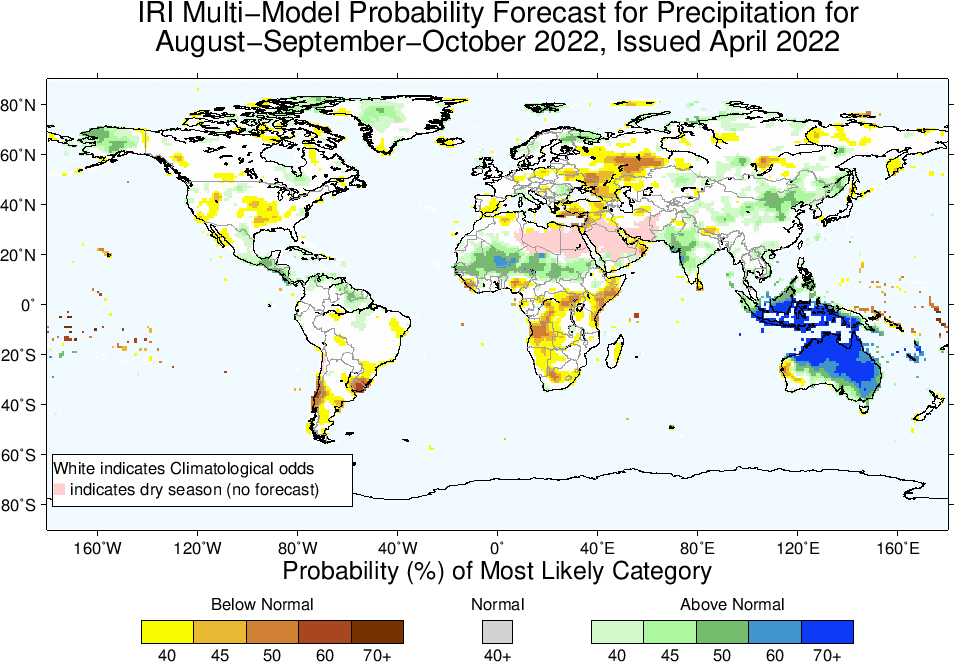 IRI Multi−Model Probability Forecast for Precipitation for
August−September−October 2022, Issued April 2022
80˚N
60˚N
40˚N
20˚N
0˚
20˚S
40˚S
60˚S
80˚S
White indicates Climatological odds
indicates dry season (no forecast)
160˚W 120˚W 80˚W 40˚W 0˚ 40˚E 80˚E 120˚E 160˚E
Probability (%) of Most Likely Category
Below Normal Normal Above Normal
40 45 50 60 70+ 40+ 40 45 50 60 70+